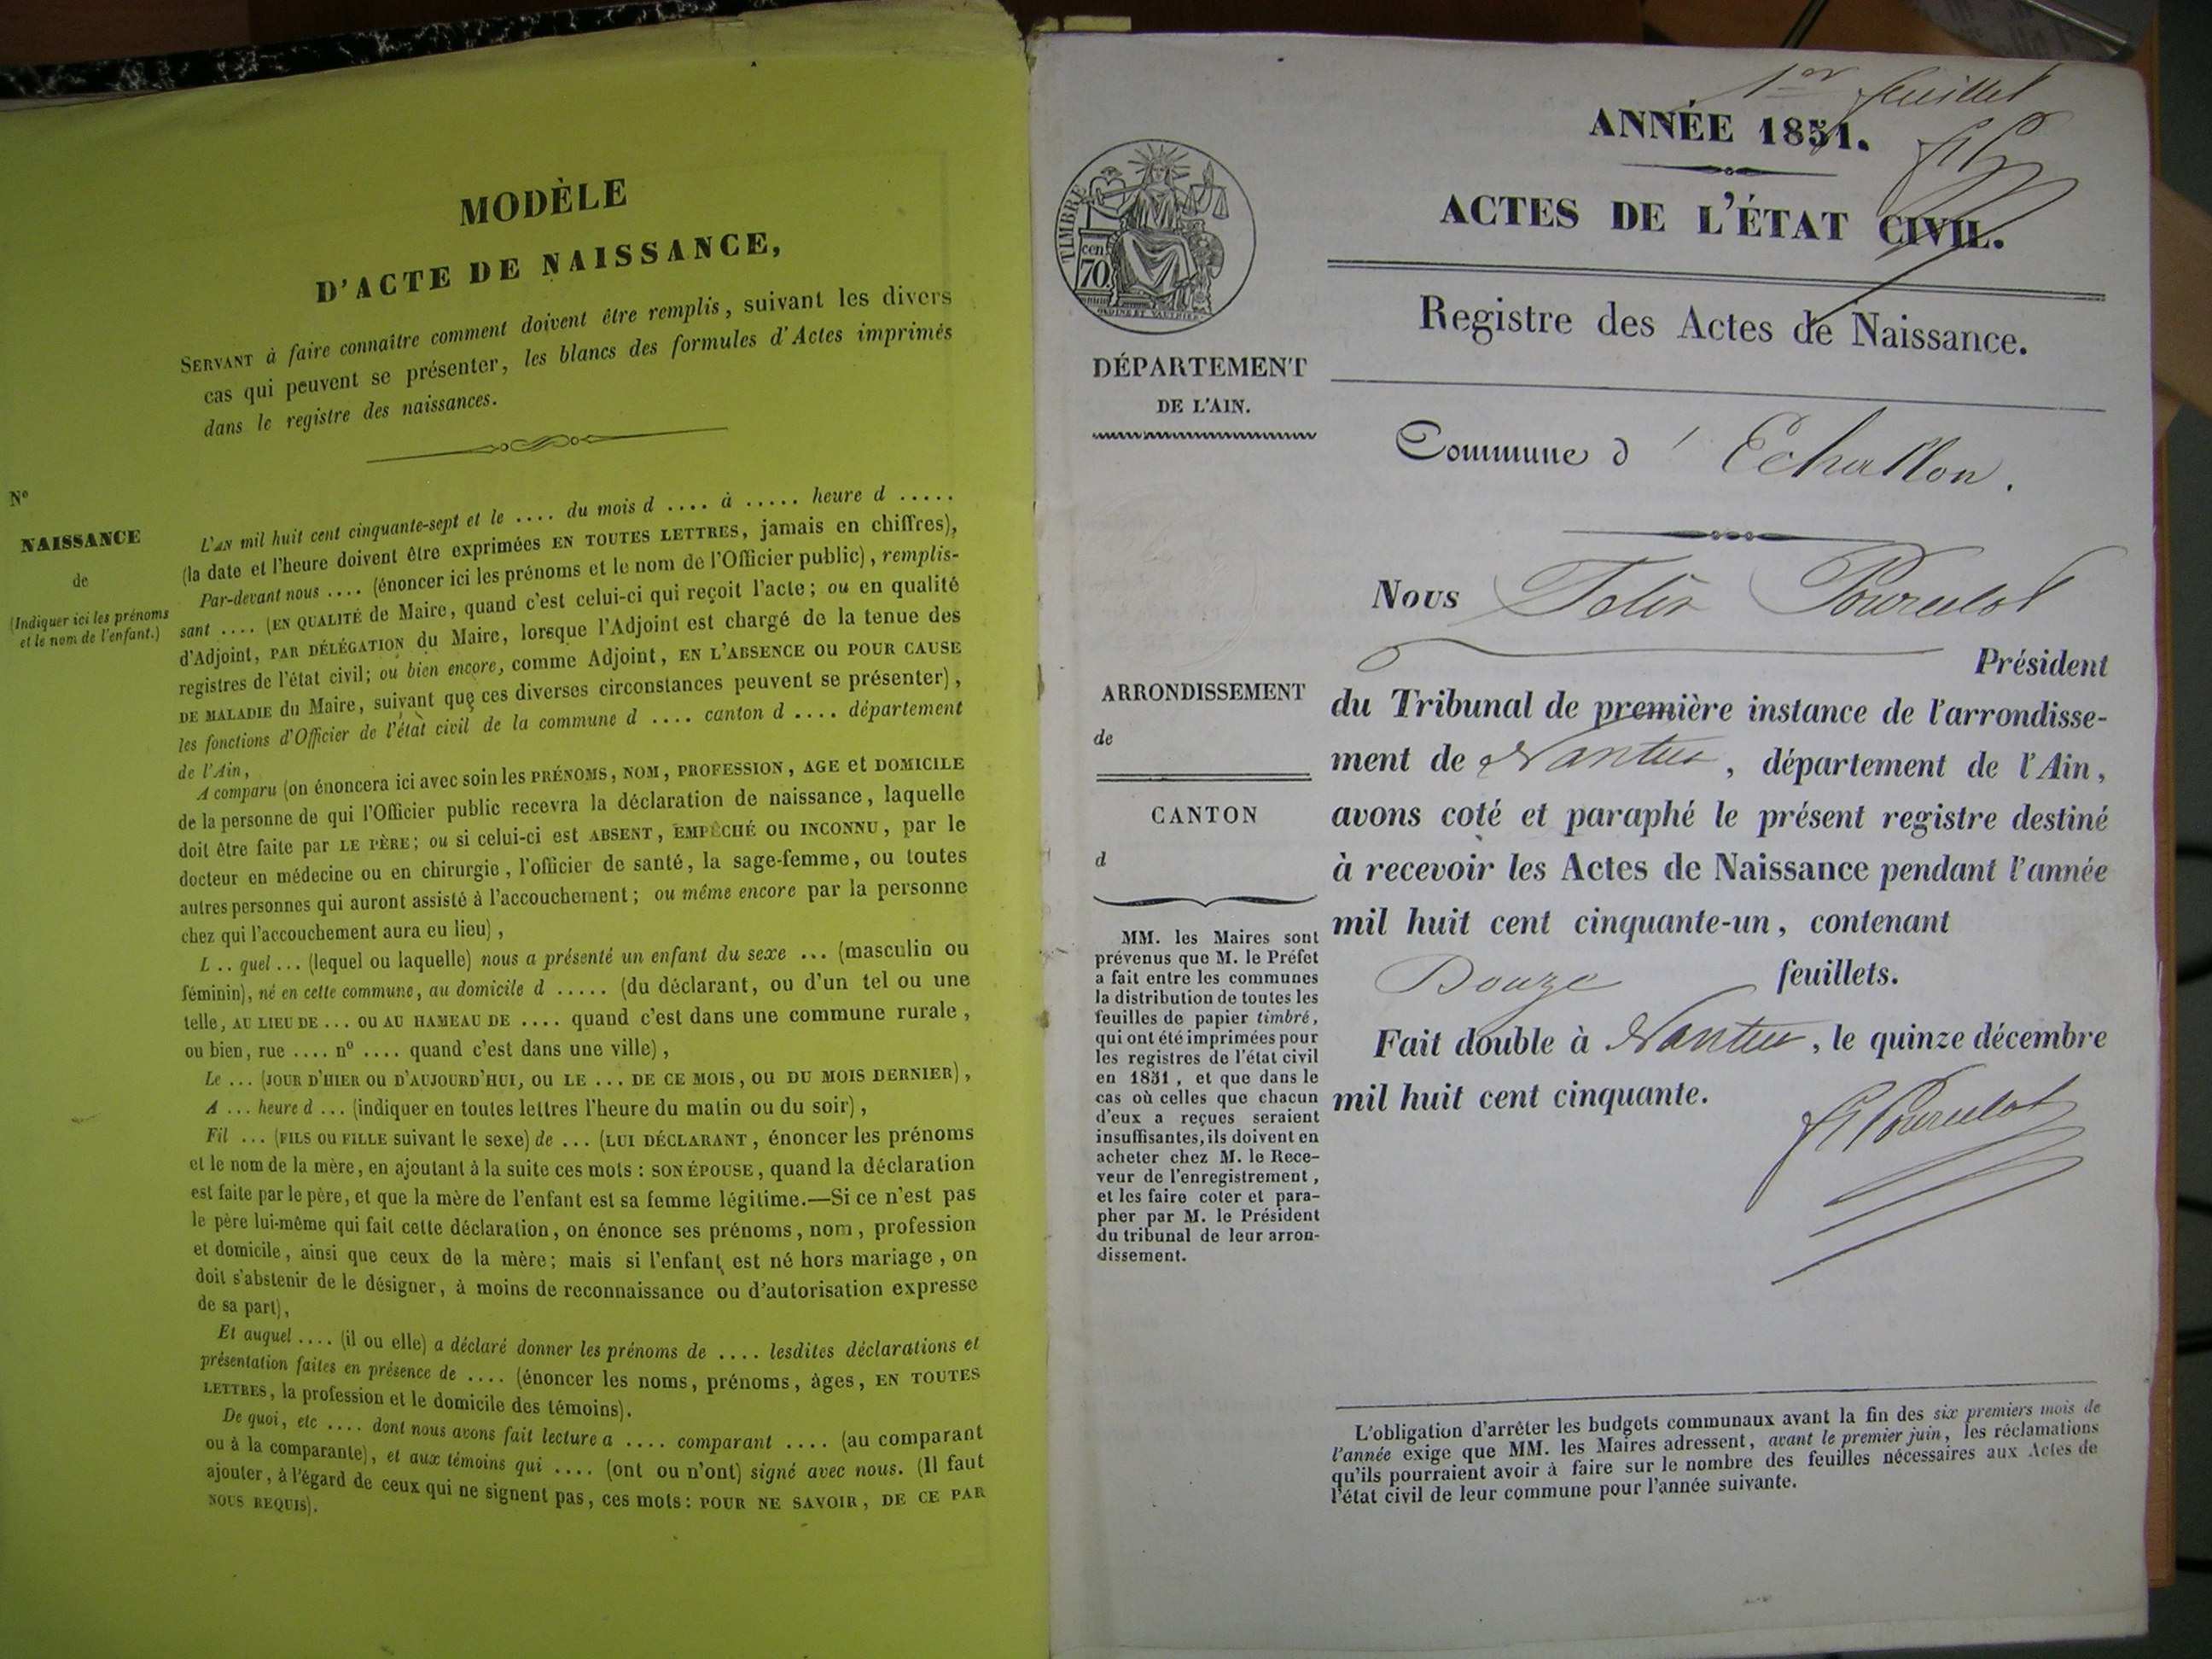 MODÈLE
D'ACTE DE NAISSANCE,
SERVANT à faire connaître comment doivent être remplis, suivant les divers
cas qui peuvent se présenter, les blancs des formules d'Actes imprimés
dans le registre des naissances.
N°
NAISSANCE
de
(Indiquer ici les prénoms
et le nom de l'enfant.)
L'AN mil huit cent cinquante-sept et le .... du mois d .... à ..... heure d .....
(la date et l'heure doivent être exprimées EN TOUTES LETTRES, jamais en chiffres),
Par-devant nous .... (énoncer ici les prénoms et le nom de l'Officier public), remplis-
sant .... (EN QUALITÉ de Maire, quand c'est celui-ci qui reçoit l'acte; ou en qualité
d'Adjoint, PAR DÉLÉGATION du Maire, lorsque l'Adjoint est chargé de la tenue des
registres de l'état civil; ou bien encore, comme Adjoint, EN L'ABSENCE OU POUR CAUSE
DE MALADIE du Maire, suivant que ces diverses circonstances peuvent se présenter),
les fonctions d'Officier de l'état civil de la commune d .... canton d .... département
de l'Ain,
A comparu (on énoncera ici avec soin les PRÉNOMS, NOM, PROFESSION, AGE et DOMICILE
de la personne de qui l'Officier public recevra la déclaration de naissance, laquelle
doit être faite par LE PÈRE; ou si celui-ci est ABSENT, EMPÊCHÉ OU INCONNU, par le
docteur en médecine ou en chirurgie, l'officier de santé, la sage-femme, ou toutes
autres personnes qui auront assisté à l'accouchement; ou même encore par la personne
chez qui l'accouchement aura eu lieu),
L .. quel ... (lequel ou laquelle) nous a présenté un enfant du sexe ... (masculin ou
féminin), né en cette commune, au domicile d ..... (du déclarant, ou d'un tel ou une
telle, AU LIEU DE ... OU AU HAMEAU DE .... quand c'est dans une commune rurale,
ou bien, rue .... n° .... quand c'est dans une ville),
Le ... (JOUR D'HIER OU D'AUJOURD'HUI, OU LE ... DE CE MOIS, OU DU MOIS DERNIER),
A ... heure d ... (indiquer en toutes lettres l'heure du matin ou du soir),
Fil ... (FILS OU FILLE suivant le sexe) de ... (LUI DÉCLARANT, énoncer les prénoms
et le nom de la mère, en ajoutant à la suite ces mots : SON ÉPOUSE, quand la déclaration
est faite par le père, et que la mère de l'enfant est sa femme légitime.—Si ce n'est pas
le père lui-même qui fait cette déclaration, on énonce ses prénoms, nom, profession
et domicile, ainsi que ceux de la mère; mais si l'enfant est né hors mariage, on
doit s'abstenir de le désigner, à moins de reconnaissance ou d'autorisation expresse
de sa part),
Et auquel .... (il ou elle) a déclaré donner les prénoms de .... lesdites déclarations et
présentation faites en présence de .... (énoncer les noms, prénoms, âges, EN TOUTES
LETTRES, la profession et le domicile des témoins).
De quoi, etc .... dont nous avons fait lecture a .... comparant .... (au comparant
ou à la comparante), et aux témoins qui .... (ont ou n'ont) signé avec nous. (Il faut
ajouter, à l'égard de ceux qui ne signent pas, ces mots : POUR NE SAVOIR, DE CE PAR
NOUS REQUIS).
1er feuillet
ANNÉE 1851.
ACTES DE L'ÉTAT CIVIL.
TIMBRE
70 cen
Registre des Actes de Naissance.
DÉPARTEMENT
DE L'AIN.
Commune d'Echallon.
Nous Felix Pourcelot
Président
ARRONDISSEMENT
de
CANTON
d
du Tribunal de première instance de l'arrondisse-
ment de Nantua, département de l'Ain,
avons coté et paraphé le présent registre destiné
à recevoir les Actes de Naissance pendant l'année
mil huit cent cinquante-un, contenant
Douze feuillets.
Fait double à Nantua, le quinze décembre
mil huit cent cinquante.
Pourcelot
MM. les Maires sont
prévenus que M. le Préfet
a fait entre les communes
la distribution de toutes les
feuilles de papier timbré,
qui ont été imprimées pour
les registres de l'état civil
en 1851, et que dans le
cas où celles que chacun
d'eux a reçues seraient
insuffisantes, ils doivent en
acheter chez M. le Rece-
veur de l'enregistrement,
et les faire coter et para-
pher par M. le Président
du tribunal de leur arron-
dissement.
L'obligation d'arrêter les budgets communaux avant la fin des six premiers mois de
l'année exige que MM. les Maires adressent, avant le premier juin, les réclamations
qu'ils pourraient avoir à faire sur le nombre des feuilles nécessaires aux Actes de
l'état civil de leur commune pour l'année suivante.